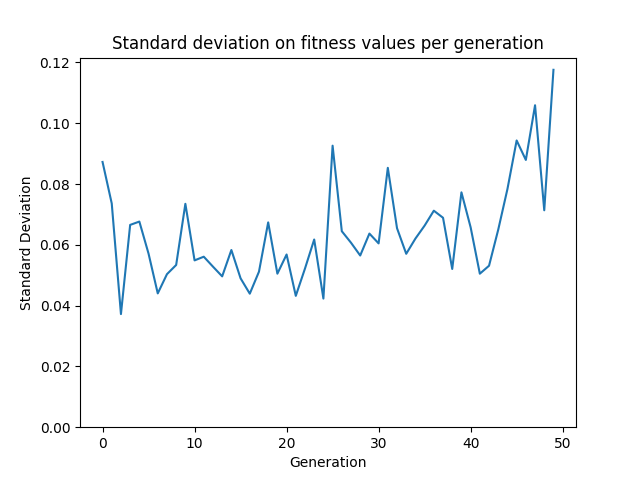 Standard deviation on fitness values per generation
0.12
0.10
0.08
0.06
0.04
0.02
0.00
Standard Deviation
0 10 20 30 40 50
Generation